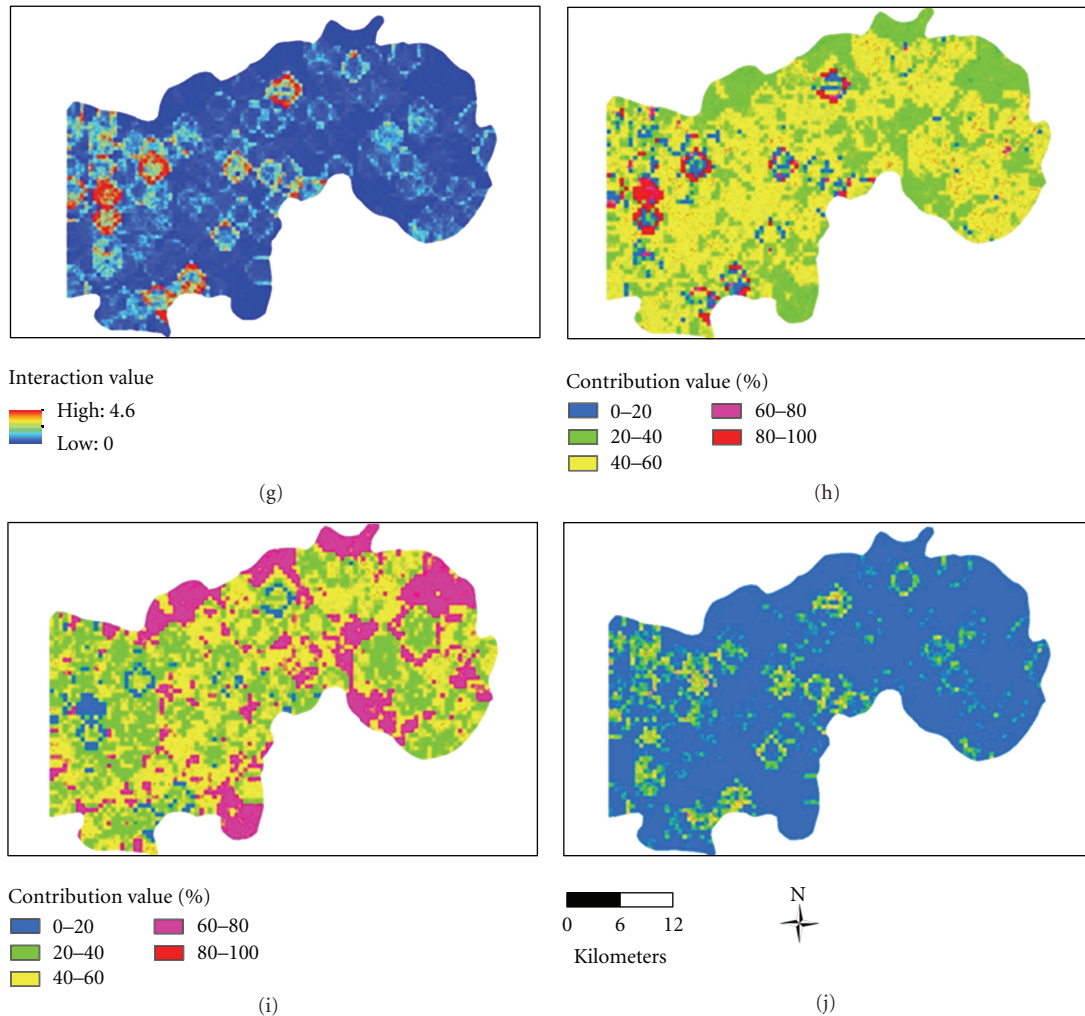 Interaction value
High: 4.6
Low: 0
(g)
Contribution value (%)
0–20
60–80
20–40
80–100
40–60
(h)
Contribution value (%)
0–20
60–80
20–40
80–100
40–60
(i)
N
0 6 12
Kilometers
(j)